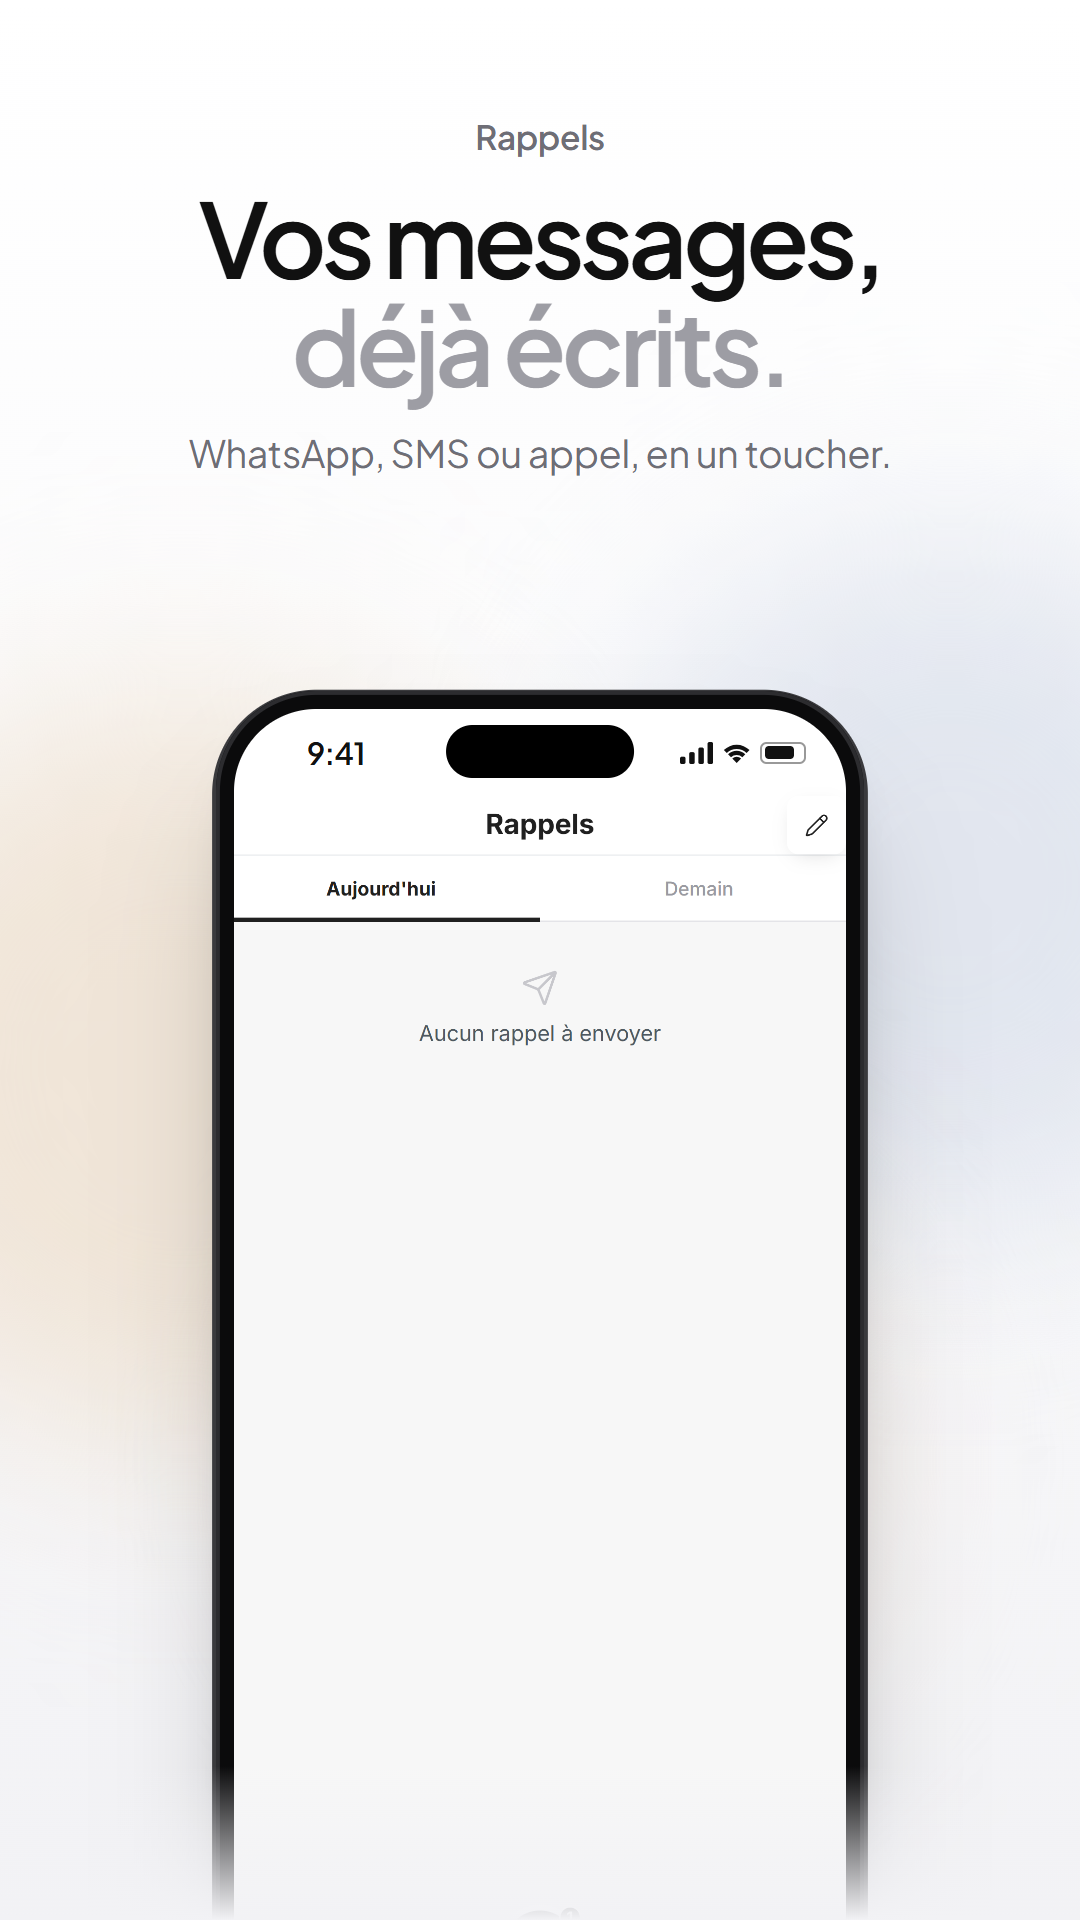 Rappels
Vos messages,
déjà écrits.
WhatsApp, SMS ou appel, en un toucher.
9:41
Rappels
Aujourd'hui
Demain
Aucun rappel à envoyer